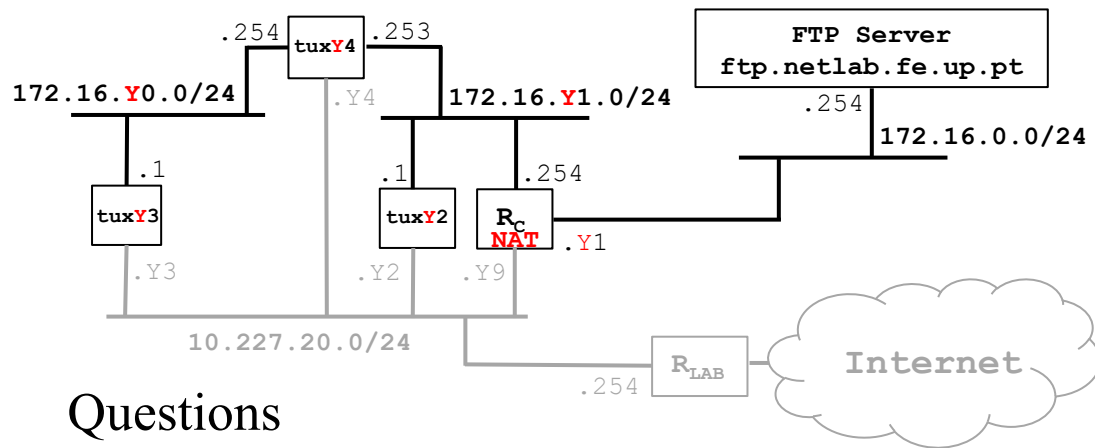 .254
tuxY4
.253
FTP Server
ftp.netlab.fe.up.pt
172.16.Y0.0/24
.Y4
172.16.Y1.0/24
.254
172.16.0.0/24
.1
.1
.254
tuxY3
tuxY2
RC
NAT
.Y1
.Y3
.Y2
.Y9
10.227.20.0/24
RLAB
Internet
.254
Questions